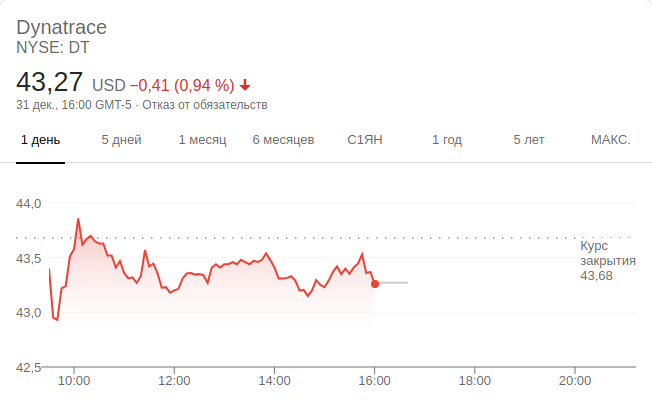 Dynatrace
NYSE: DT
43,27 USD −0,41 (0,94 %)
31 дек., 16:00 GMT-5 · Отказ от обязательств
1 день 5 дней 1 месяц 6 месяцев С1ЯН 1 год 5 лет МАКС.
44,0
43,5
43,0
42,5
Курс
закрытия
43,68
10:00 12:00 14:00 16:00 18:00 20:00